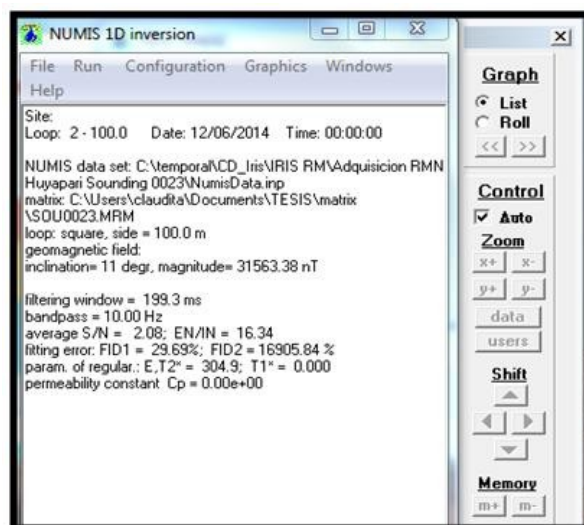 NUMIS 1D inversion
File Run Configuration Graphics Windows
Help
Site:
Loop: 2 - 100.0 Date: 12/06/2014 Time: 00:00:00
NUMIS data set: C:\temporal\CD_Iris\IRIS RM\Adquisicion RMN
Huyapari Sounding 0023\NumisData.inp
matrix: C:\Users\claudita\Documents\TESIS\matrix
\SOU0023.MRM
loop: square, side = 100.0 m
geomagnetic field:
inclination= 11 degr, magnitude= 31563.38 nT
filtering window = 199.3 ms
bandpass = 10.00 Hz
average S/N = 2.08; EN/IN = 16.34
fitting error: FID1 = 29.69%; FID2 = 16905.84 %
param. of regular.: E,T2* = 304.9; T1* = 0.000
permeability constant Cp = 0.00e+00
Graph
List
Roll
<< >>
Control
Auto
Zoom
x+ x-
y+ y-
data
users
Shift
Memory
m+ m-